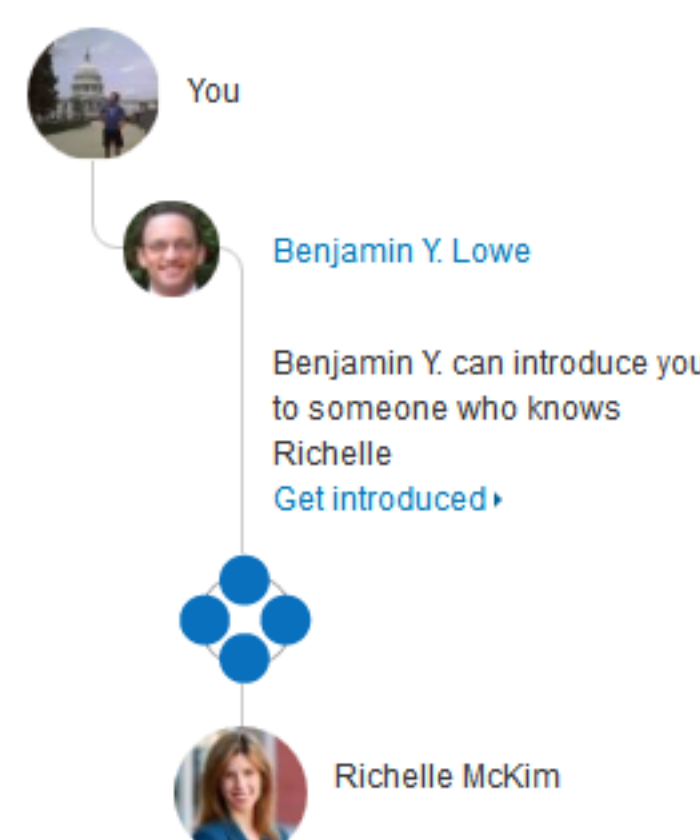 You
Benjamin Y. Lowe
Benjamin Y. can introduce you
to someone who knows
Richelle
Get introduced
Richelle McKim